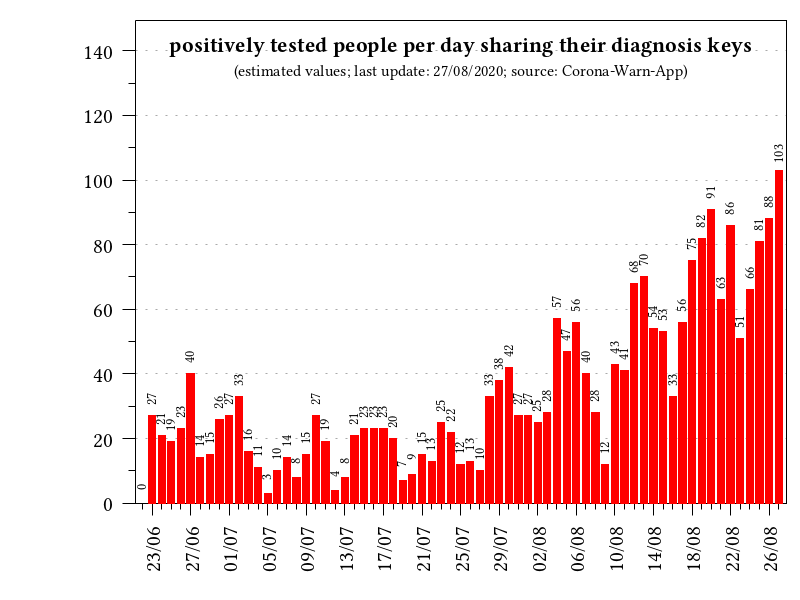 positively tested people per day sharing their diagnosis keys
(estimated values; last update: 27/08/2020; source: Corona-Warn-App)
140
120
100
80
60
40
20
0
0 27 21 19 23 40 14 15 26 27 33 16 11 3 10 14 8 15 27 19 4 8 21 23 23 23 20 7 9 15 13 25 22 12 13 10 33 38 42 27 27 25 28 57 47 56 40 28 12 43 41 68 70 54 53 33 56 75 82 91 63 86 51 66 81 88 103
23/06 27/06 01/07 05/07 09/07 13/07 17/07 21/07 25/07 29/07 02/08 06/08 10/08 14/08 18/08 22/08 26/08